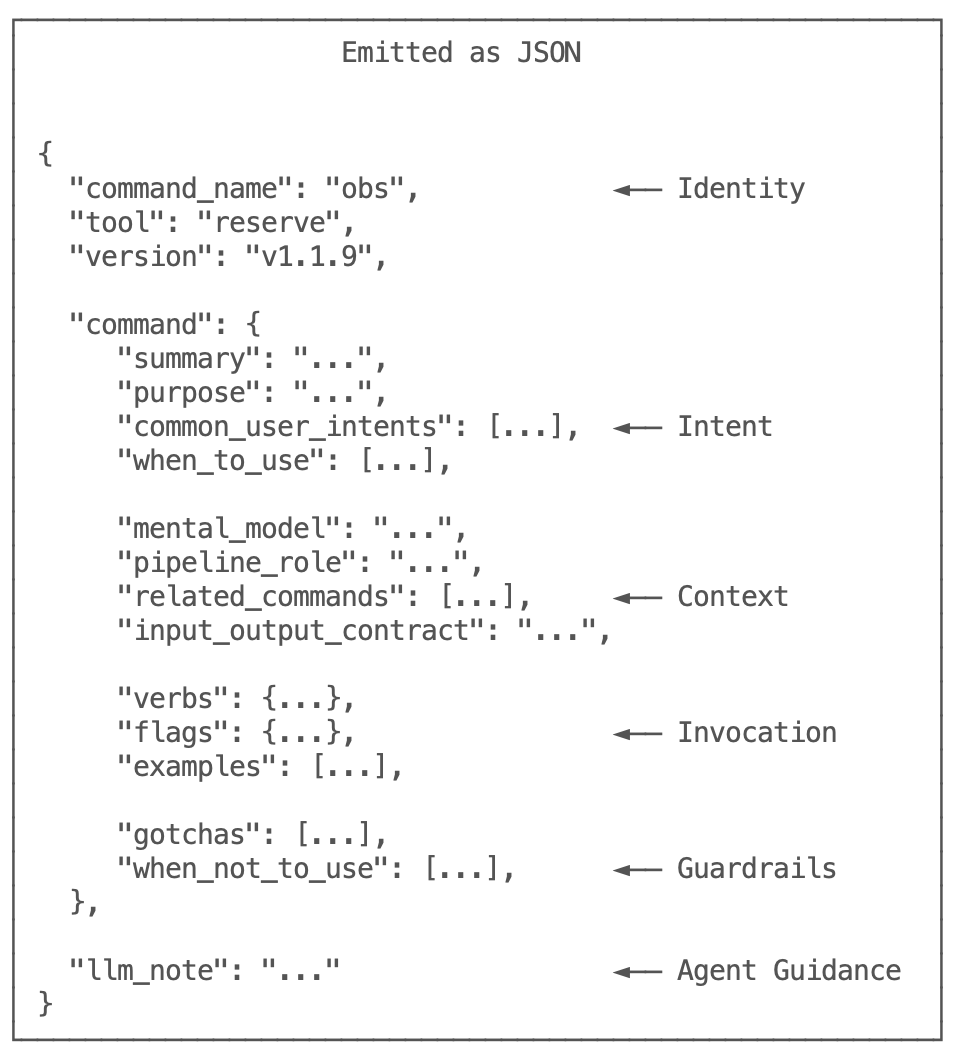 Emitted as JSON
{
"command_name": "obs", ◄── Identity
"tool": "reserve",
"version": "v1.1.9",
"command": {
"summary": "...",
"purpose": "...",
"common_user_intents": [...], ◄── Intent
"when_to_use": [...],
"mental_model": "...",
"pipeline_role": "...",
"related_commands": [...], ◄── Context
"input_output_contract": "...",
"verbs": {...},
"flags": {...}, ◄── Invocation
"examples": [...],
"gotchas": [...],
"when_not_to_use": [...], ◄── Guardrails
},
"llm_note": "..." ◄── Agent Guidance
}